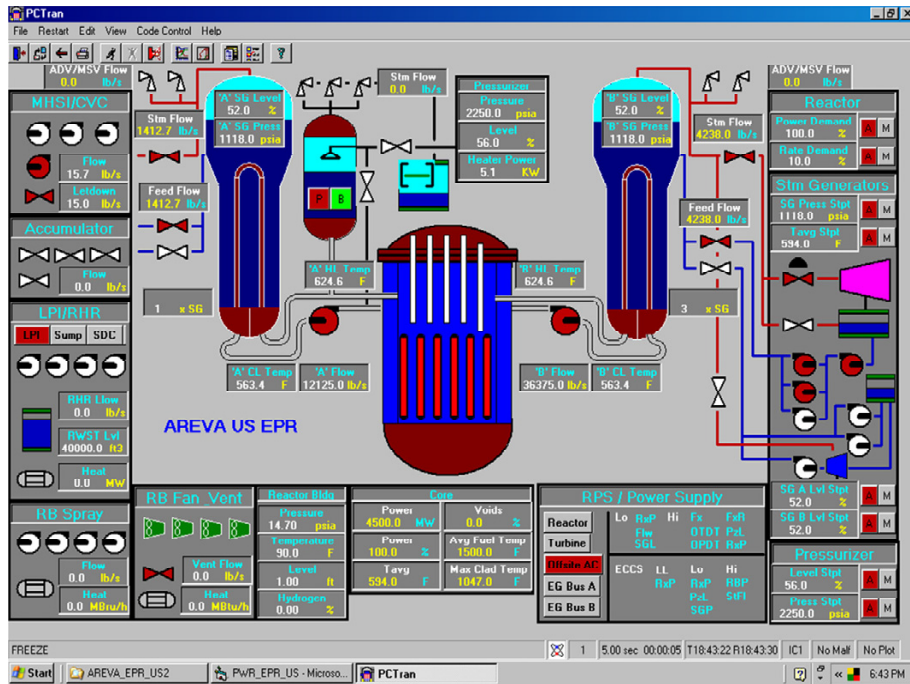 PCTran
File Restart Edit View Code Control Help
ADV/MSV Flow
0.0 lb/s
MHSI/CVC
Flow
15.7 lb/s
Letdown
15.0 lb/s
Accumulator
Flow
0.0 lb/s
LPI/RHR
LPI Sump SDC
RHR Llow
0.0 lb/s
RWST Lvl
40000.0 ft3
Heat
0.0 MW
RB Spray
Flow
0.0 lb/s
Heat
0.0 MBru/h
Stm Flow
1412.7 lb/s
Feed Flow
1412.7 lb/s
'A' SG Level
52.0 %
'A' SG Press
1118.0 psia
1 x SG
Stm Flow
0.0 lb/s
P B
Pressurizer
Pressure
2250.0 psia
Level
56.0 %
Heater Power
5.1 KW
'A' HL Temp
624.6 F
'B' HL Temp
624.6 F
'A' CL Temp
563.4 F
'A' Flow
12125.0 lb/s
'B' Flow
36375.0 lb/s
'B' CL Temp
563.4 F
AREVA US EPR
'B' SG Level
52.0 %
'B' SG Press
1118.0 psia
3 x SG
Stm Flow
4238.0 lb/s
Feed Flow
4238.0 lb/s
ADV/MSV Flow
0.0 lb/s
Reactor
Power Demand
100.0 % A M
Rate Demand
10.0 % A M
Stm Generators
SG Press Stpt
1118.0 psia A M
Tavg Stpt
594.0 F A M
SG A Lvl Stpt
52.0 % A M
SG B Lvl Stpt
52.0 % A M
Pressurizer
Level Stpt
56.0 % A M
Press Stpt
2250.0 psia A M
RB Fan_Vent
Vent Flow
0.0 lb/s
Heat
0.0 MBtu/h
Reactor Bldg
Pressure
14.70 psia
Temperature
90.0 F
Level
1.00 ft
Hydrogen
0.00 %
Core
Power
4500.0 MW
Voids
0.0 %
Power
100.0 %
Avg Fuel Temp
1500.0 F
Tavg
594.0 F
Max Clad Temp
1047.0 F
RPS / Power Supply
Reactor
Turbine
Offsite AC
EG Bus A
EG Bus B
Lo RxP Hi Fx FxR
Flw OTDT PzL
SGL OPDT RxP
ECCS LL Lo Hi
RxP RxP RBP
PzL StFl
SGP
FREEZE 1 5.00 sec 00:00:05 T18:43:22 R18:43:30 IC1 No Malf No Plot
Start AREVA_EPR_US2 PWR_EPR_US - Microso... PCTran 6:43 PM